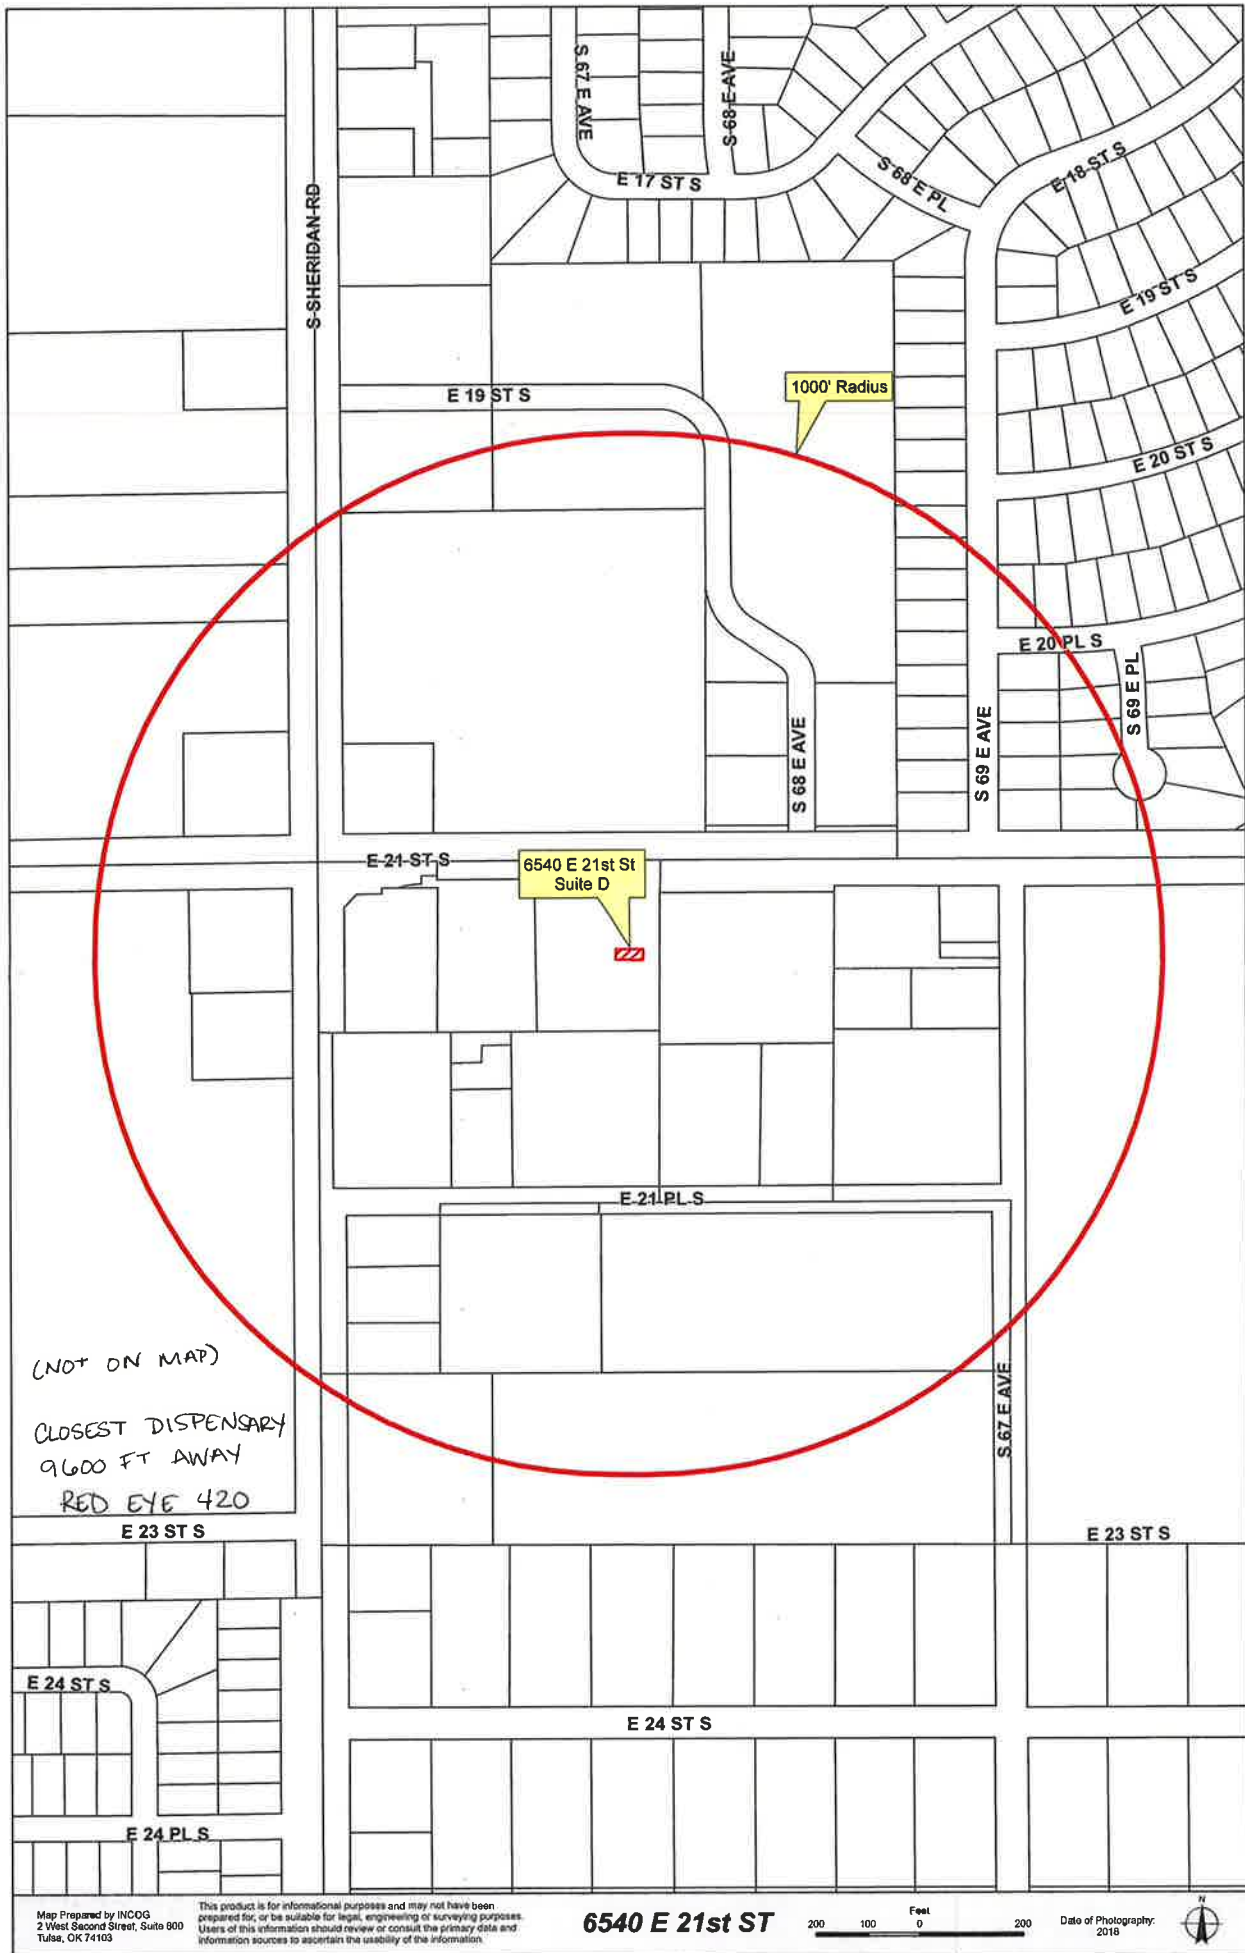 S 67 E AVE
S 68 E AVE
E 17 ST S
S 68 E PL
E 18 ST S
S SHERIDAN RD
E 19 ST S
1000' Radius
E 19 ST S
E 20 ST S
E 20 PL S
S 69 E PL
S 69 E AVE
S 68 E AVE
E 21 ST S
6540 E 21st St
Suite D
E 21 PL S
(NOT ON MAP)
CLOSEST DISPENSARY
9600 FT AWAY
RED EYE 420
S 67 E AVE
E 23 ST S
E 23 ST S
E 24 ST S
E 24 ST S
E 24 PL S
Map Prepared by INCOG
2 West Second Street, Suite 800
Tulsa, OK 74103
This product is for informational purposes and may not have been
prepared for, or be suitable for legal, engineering or surveying purposes.
Users of this information should review or consult the primary data and
information sources to ascertain the usability of the information.
6540 E 21st ST
Feet
200 100 0 200
Date of Photography:
2018
N